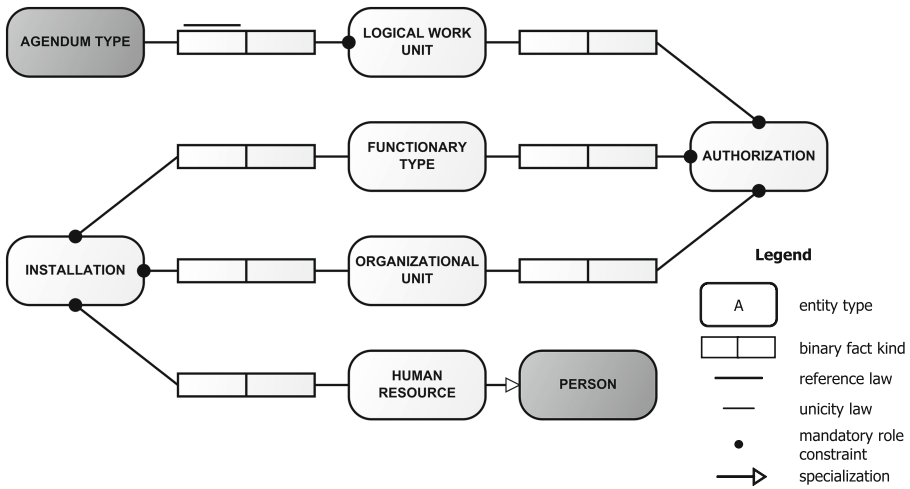 AGENDUM TYPE
LOGICAL WORK
UNIT
FUNCTIONARY
TYPE
AUTHORIZATION
INSTALLATION
ORGANIZATIONAL
UNIT
HUMAN
RESOURCE
PERSON
Legend
A
entity type
binary fact kind
reference law
unicity law
mandatory role
constraint
specialization